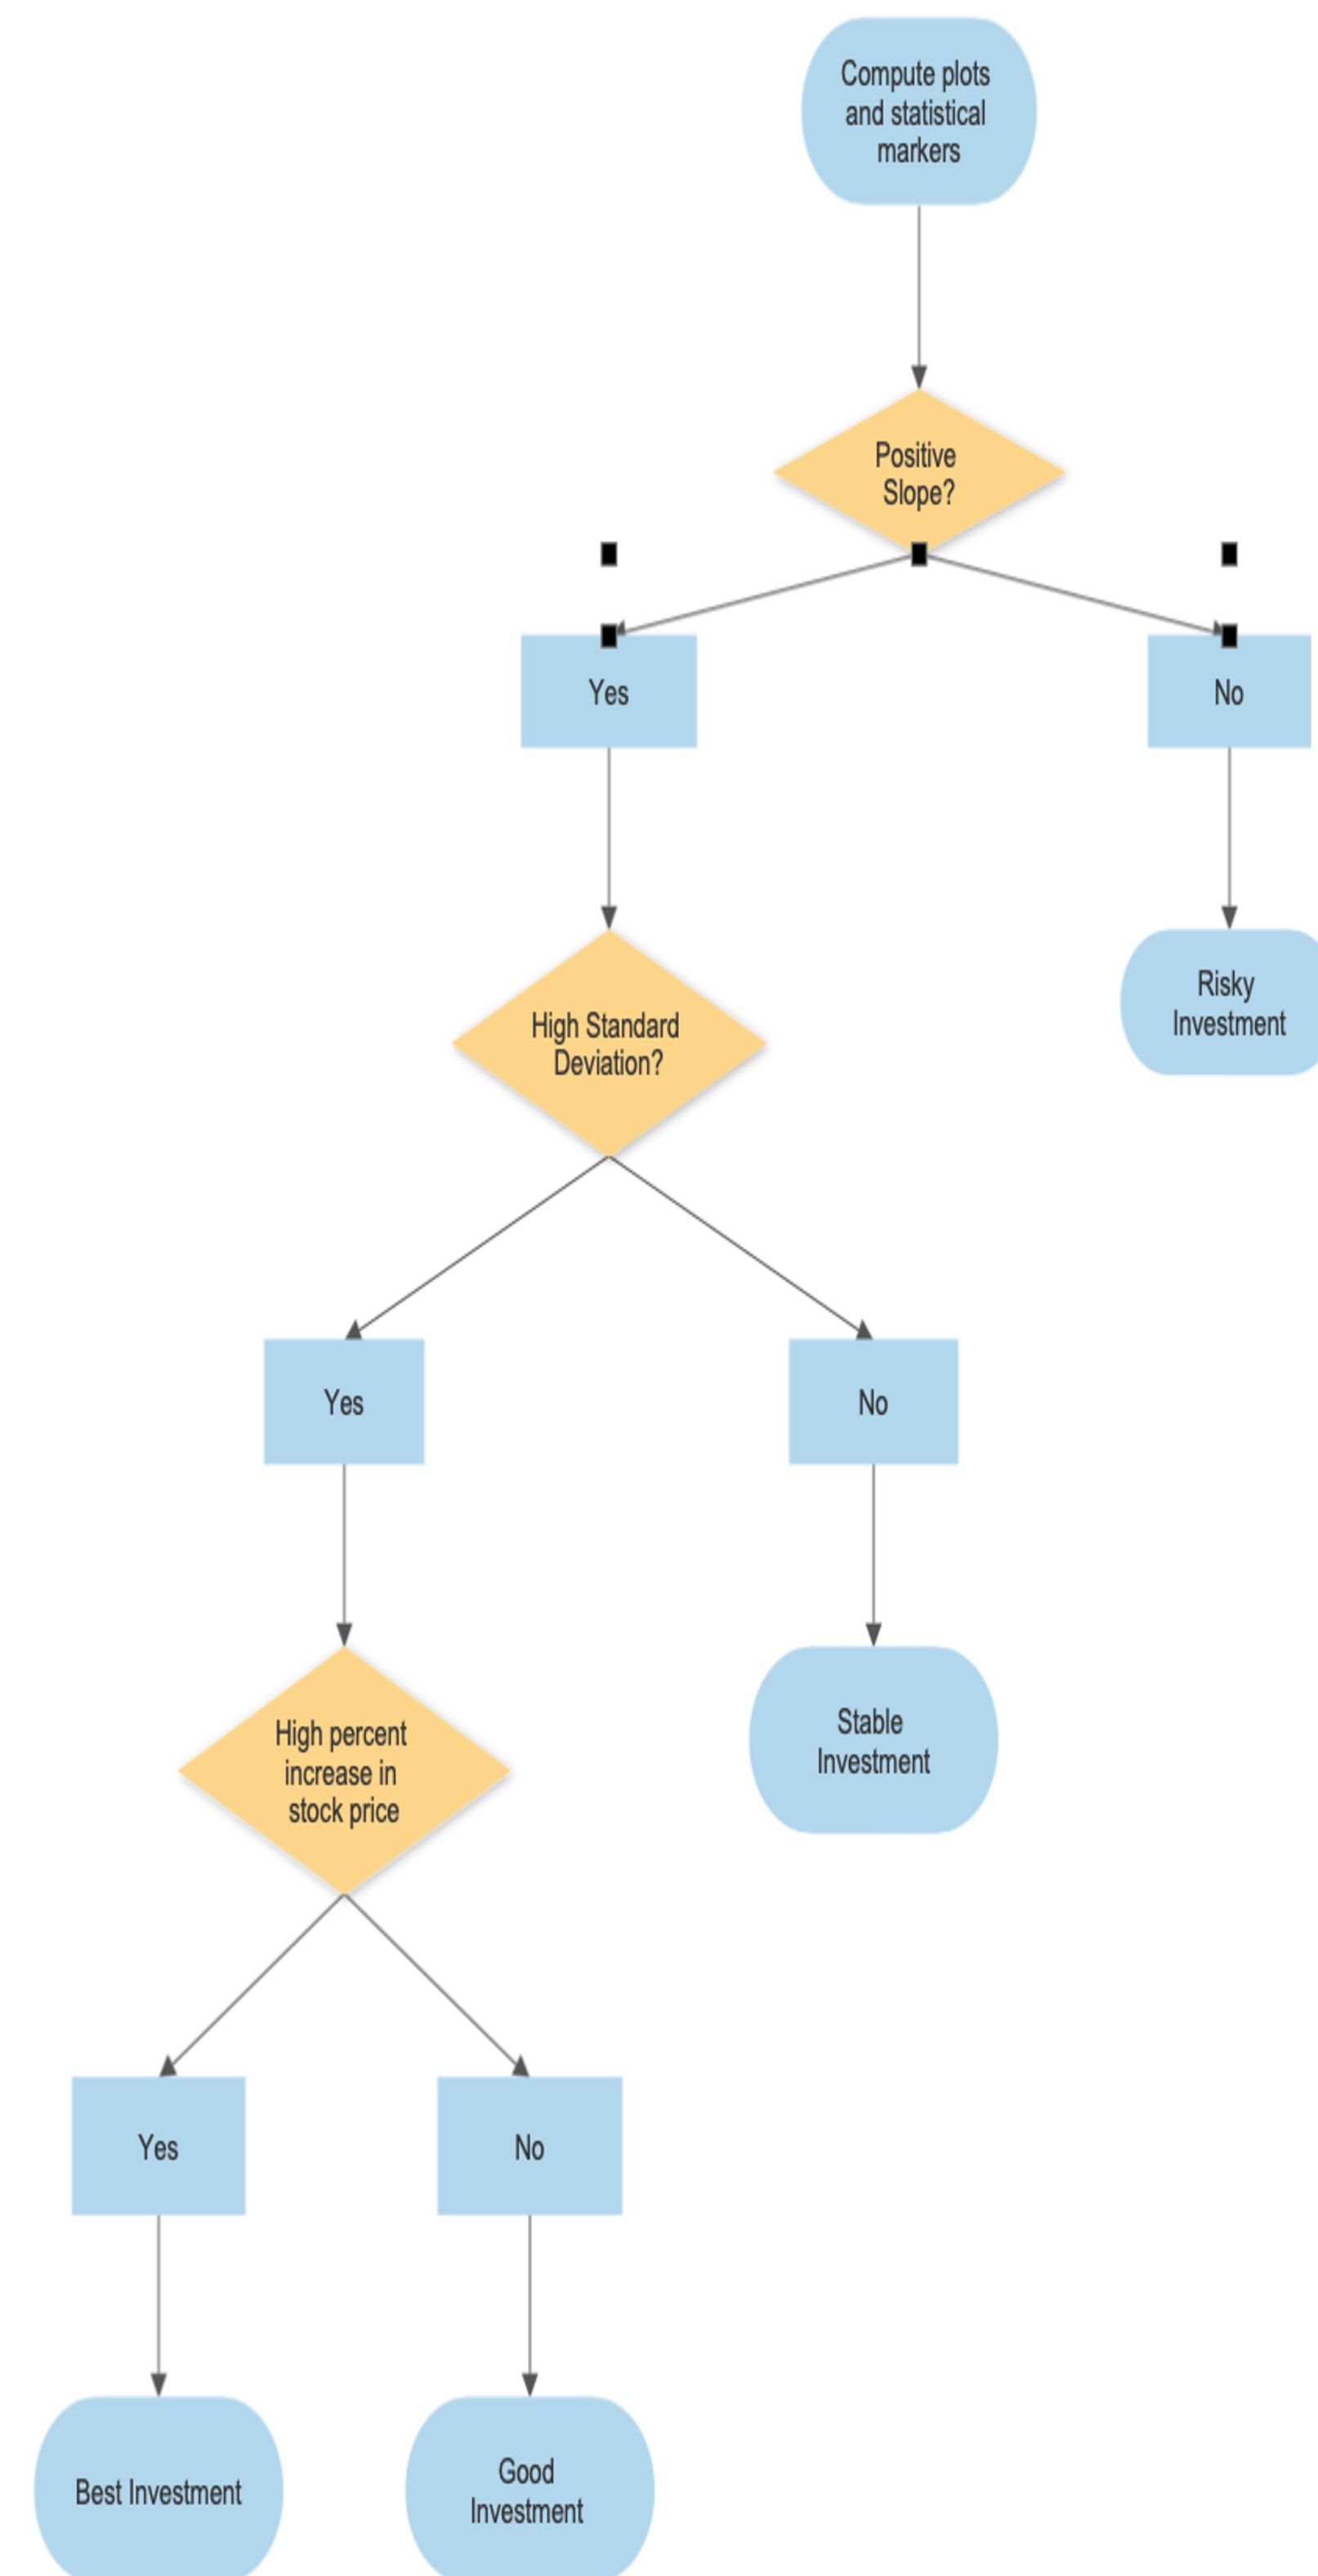 Compute plots
and statistical
markers
Positive
Slope?
Yes
No
Risky
Investment
High Standard
Deviation?
Yes
No
Stable
Investment
High percent
increase in
stock price
Yes
No
Best Investment
Good
Investment